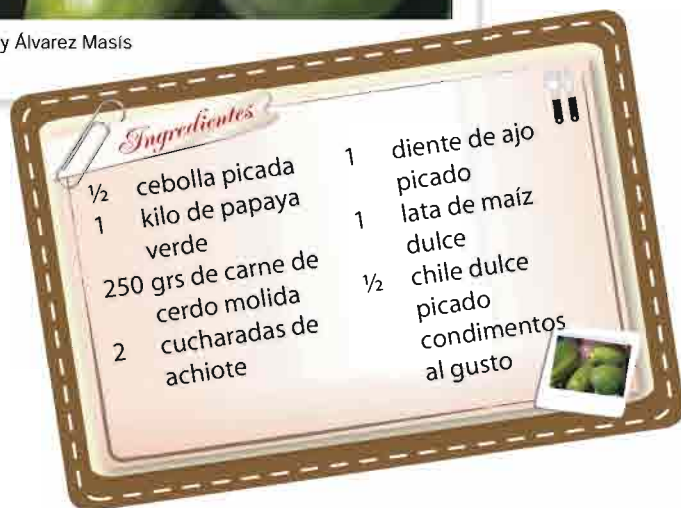 y Álvarez Masís
Ingredientes
½ cebolla picada
1 kilo de papaya
verde
250 grs de carne de
cerdo molida
2 cucharadas de
achiote
1 diente de ajo
picado
1 lata de maíz
dulce
½ chile dulce
picado
condimentos
al gusto